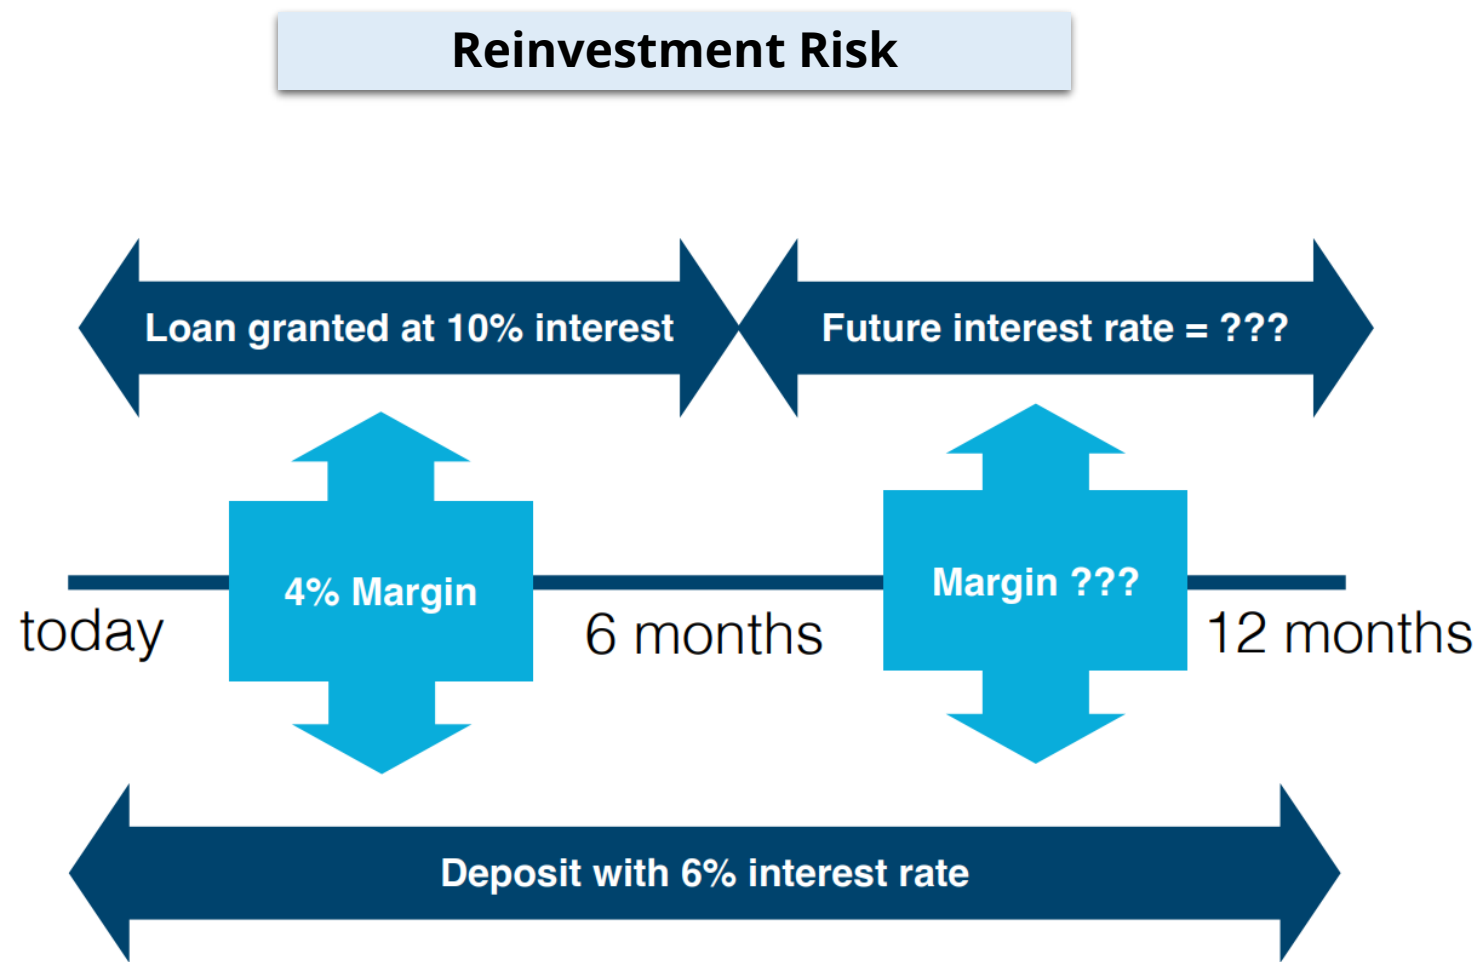 Reinvestment Risk
Loan granted at 10% interest
Future interest rate = ???
4% Margin
Margin ???
today
6 months
12 months
Deposit with 6% interest rate